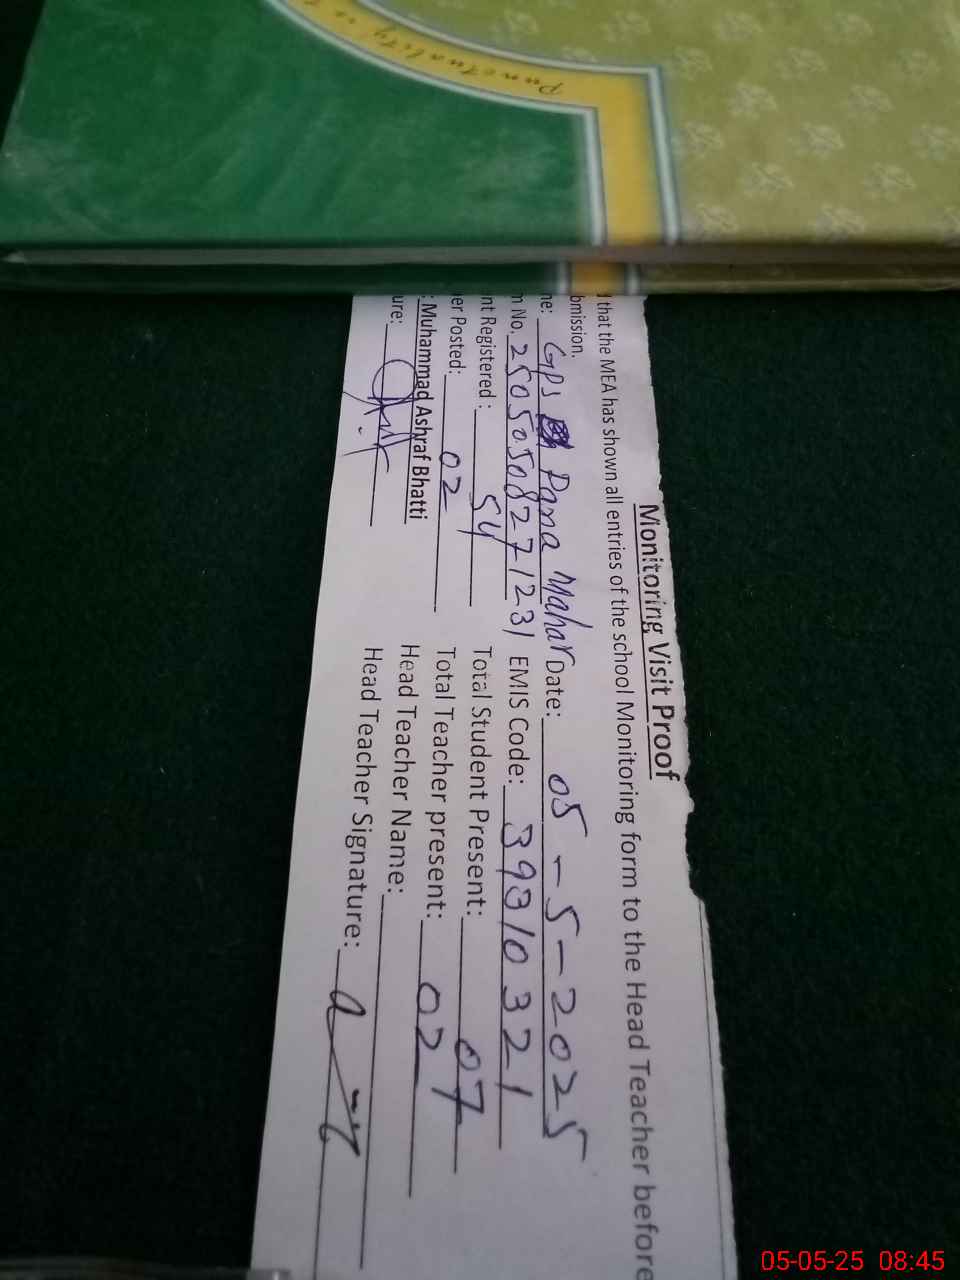 Punctuality is
Monitoring Visit Proof
that the MEA has shown all entries of the school Monitoring form to the Head Teacher before
bmission.
ne: GPS Dana Mahar Date: 05-5-2025
m No. 25050508271231 EMIS Code: 39310321
nt Registered: 54 Total Student Present: 07
er Posted: 02 Total Teacher present: 02
: Muhammad Ashraf Bhatti Head Teacher Name:
ure: Head Teacher Signature:
05-05-25 08:45